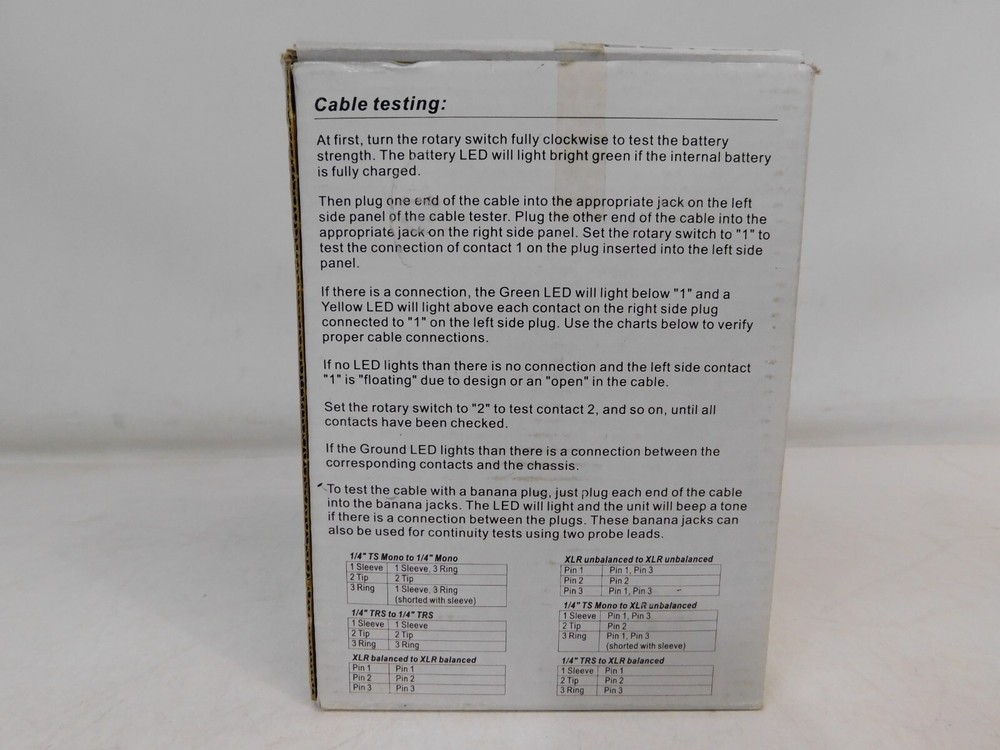 Cable testing:
At first, turn the rotary switch fully clockwise to test the battery
strength. The battery LED will light bright green if the internal battery
is fully charged.
Then plug one end of the cable into the appropriate jack on the left
side panel of the cable tester. Plug the other end of the cable into the
appropriate jack on the right side panel. Set the rotary switch to "1" to
test the connection of contact 1 on the plug inserted into the left side
panel.
If there is a connection, the Green LED will light below "1" and a
Yellow LED will light above each contact on the right side plug
connected to "1" on the left side plug. Use the charts below to verify
proper cable connections.
If no LED lights than there is no connection and the left side contact
"1" is "floating" due to design or an "open" in the cable.
Set the rotary switch to "2" to test contact 2, and so on, until all
contacts have been checked.
If the Ground LED lights than there is a connection between the
corresponding contacts and the chassis.
To test the cable with a banana plug, just plug each end of the cable
into the banana jacks. The LED will light and the unit will beep a tone
if there is a connection between the plugs. These banana jacks can
also be used for continuity tests using two probe leads.
1/4" TS Mono to 1/4" Mono
1 Sleeve 1 Sleeve, 3 Ring
2 Tip 2 Tip
3 Ring 1 Sleeve, 3 Ring
(shorted with sleeve)
1/4" TRS to 1/4" TRS
1 Sleeve 1 Sleeve
2 Tip 2 Tip
3 Ring 3 Ring
XLR balanced to XLR balanced
Pin 1 Pin 1
Pin 2 Pin 2
Pin 3 Pin 3
XLR unbalanced to XLR unbalanced
Pin 1 Pin 1, Pin 3
Pin 2 Pin 2
Pin 3 Pin 1, Pin 3
1/4" TS Mono to XLR unbalanced
1 Sleeve Pin 1, Pin 3
2 Tip Pin 2
3 Ring Pin 1, Pin 3
(shorted with sleeve)
1/4" TRS to XLR balanced
1 Sleeve Pin 1
2 Tip Pin 2
3 Ring Pin 3